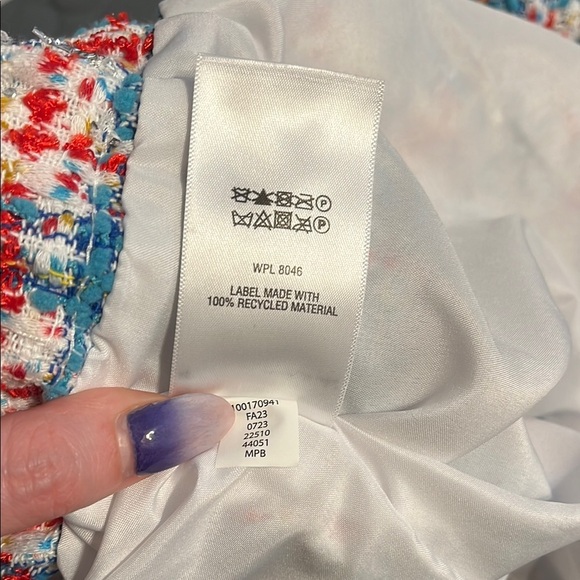 P
P
WPL 8046
LABEL MADE WITH
100% RECYCLED MATERIAL
100170941
FA23
0723
22510
44051
MPB